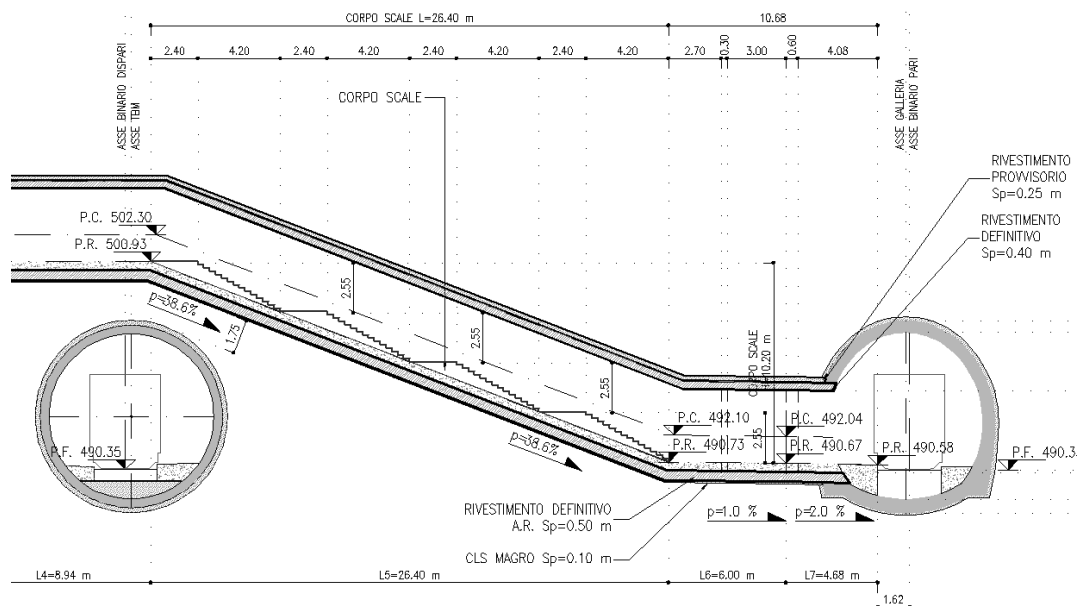 CORPO SCALE L=26.40 m
10.68
2.40
4.20
2.40
4.20
2.40
4.20
2.40
4.20
2.70
0.30
3.00
0.60
4.08
ASSE BINARIO DISPARI
ASSE TBM
CORPO SCALE
ASSE GALLERIA
ASSE BINARIO PARI
RIVESTIMENTO
PROVVISORIO
Sp=0.25 m
RIVESTIMENTO
DEFINITIVO
Sp=0.40 m
P.C. 502.30
P.R. 500.93
p=38.6%
1.75
2.55
2.55
2.55
2.55
CORPO SCALE
H=10.20 m
P.C. 492.10
P.C. 492.04
P.R. 490.73
P.R. 490.67
P.R. 490.58
P.F. 490.35
P.F. 490.3
p=38.6%
RIVESTIMENTO DEFINITIVO
A.R. Sp=0.50 m
p=1.0 %
p=2.0 %
CLS MAGRO Sp=0.10 m
L4=8.94 m
L5=26.40 m
L6=6.00 m
L7=4.68 m
1.62